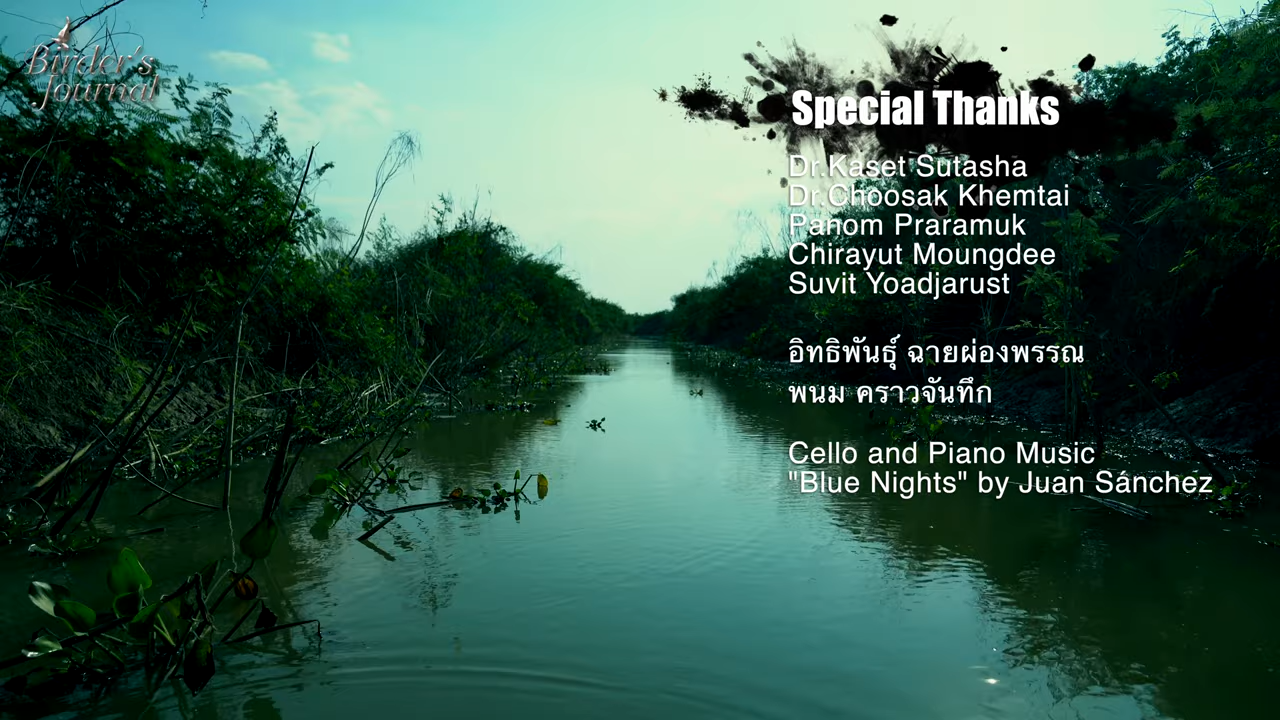 Birder's
Journal
Special Thanks
Dr.Kaset Sutasha
Dr.Choosak Khemtai
Panom Praramuk
Chirayut Moungdee
Suvit Yoadjarust
อิทธิพันธุ์ ฉายผ่องพรรณ
พนม คราวจันทึก
Cello and Piano Music
"Blue Nights" by Juan Sánchez